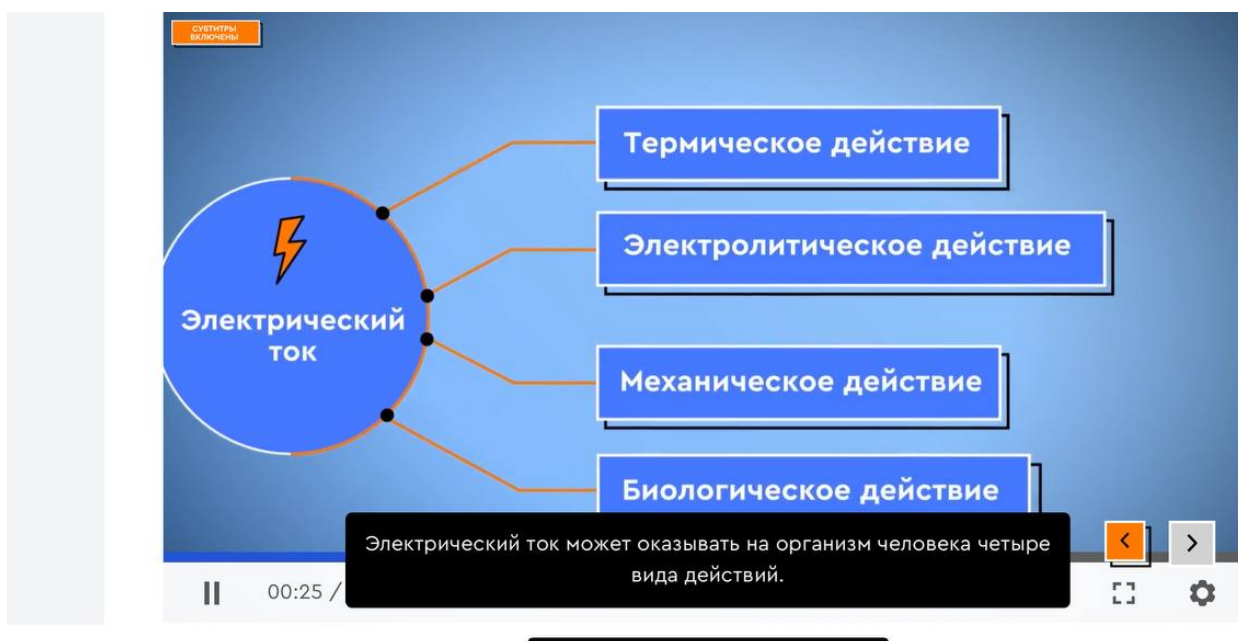 СУБТИТРЫ
ВКЛЮЧЕНЫ
Термическое действие
Электролитическое действие
Электрический
ток
Механическое действие
Биологическое действие
Электрический ток может оказывать на организм человека четыре
вида действий.
00:25 /